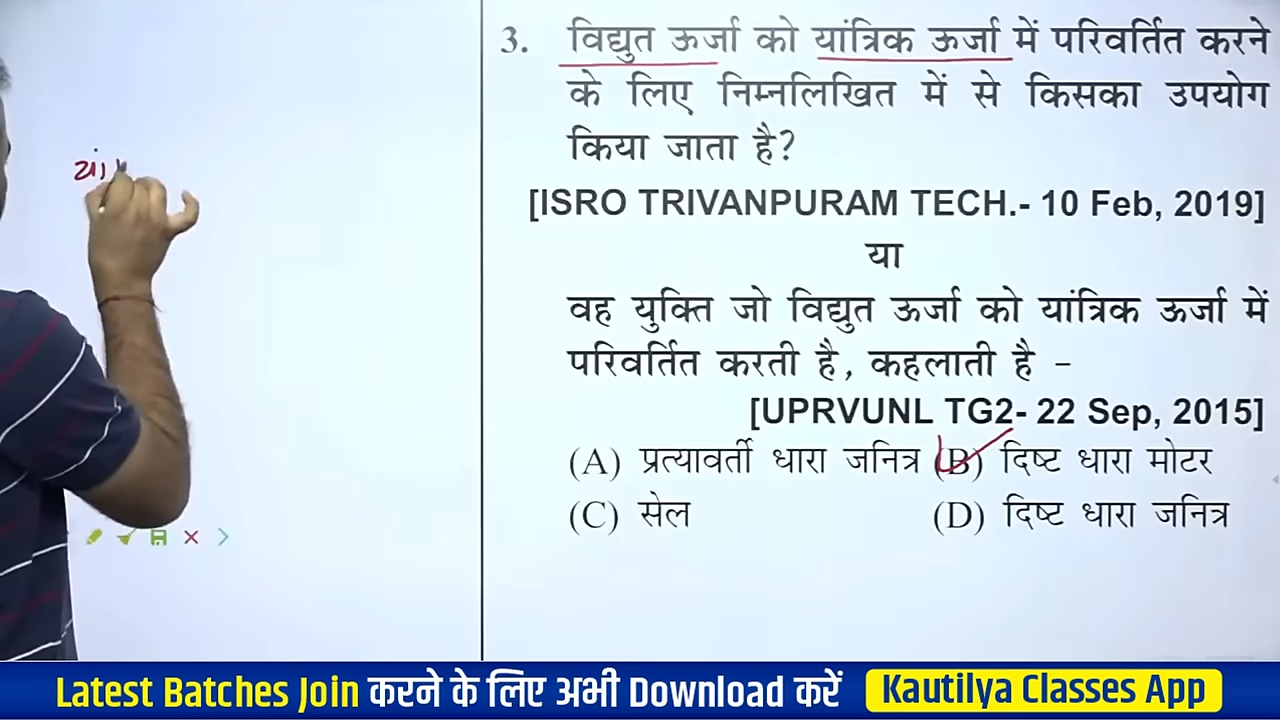 3. विद्युत ऊर्जा को यांत्रिक ऊर्जा में परिवर्तित करने
के लिए निम्नलिखित में से किसका उपयोग
किया जाता है?
[ISRO TRIVANPURAM TECH.- 10 Feb, 2019]
या
वह युक्ति जो विद्युत ऊर्जा को यांत्रिक ऊर्जा में
परिवर्तित करती है, कहलाती है -
[UPRVUNL TG2- 22 Sep, 2015]
(A) प्रत्यावर्ती धारा जनित्र (B) दिष्ट धारा मोटर
(C) सेल (D) दिष्ट धारा जनित्र
Latest Batches Join करने के लिए अभी Download करें Kautilya Classes App